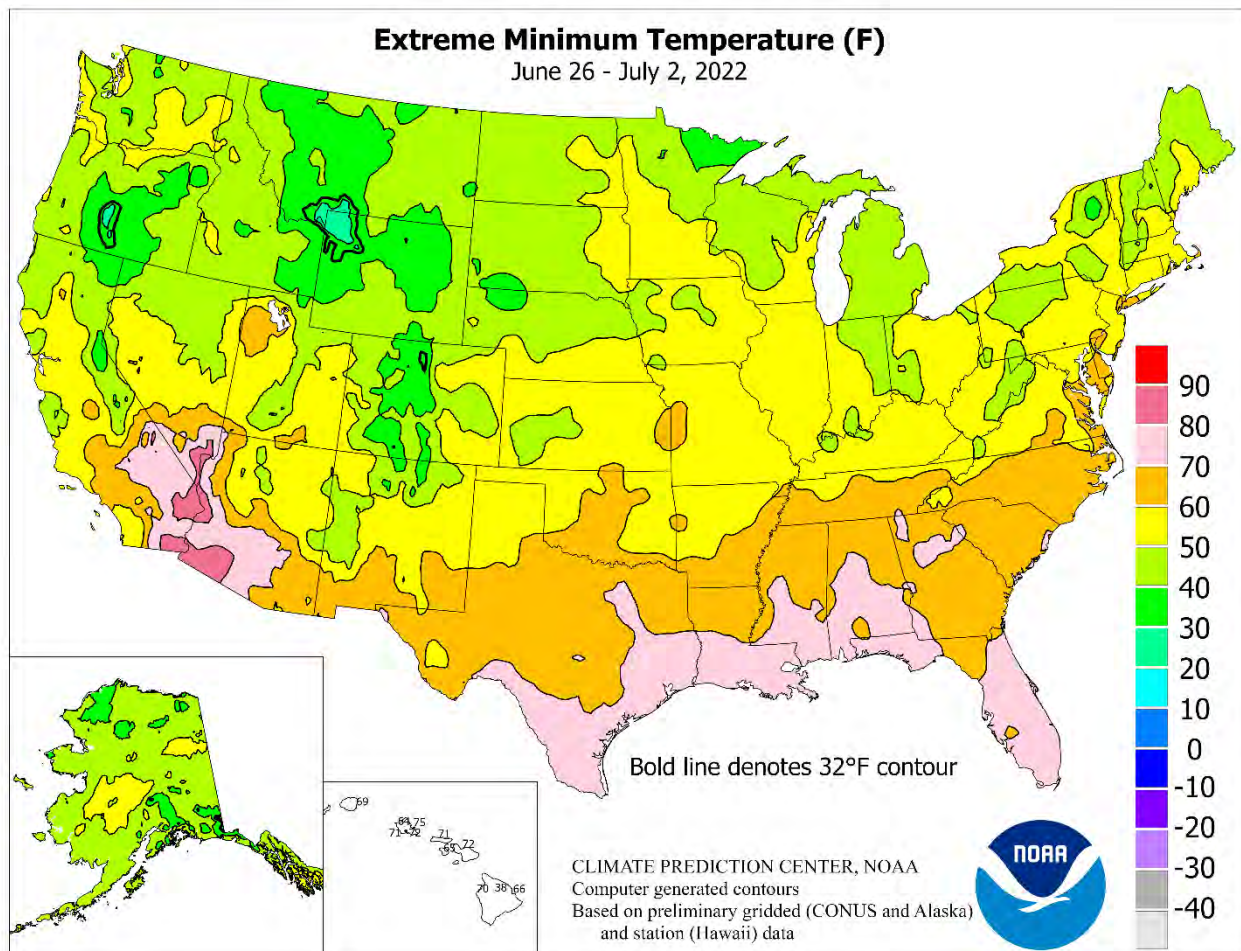 Extreme Minimum Temperature (F)
June 26 - July 2, 2022
90
80
70
60
50
40
30
20
10
0
-10
-20
-30
-40
Bold line denotes 32°F contour
69
75
71
72
71
72
70
38
66
CLIMATE PREDICTION CENTER, NOAA
Computer generated contours
Based on preliminary gridded (CONUS and Alaska)
and station (Hawaii) data
NOAA